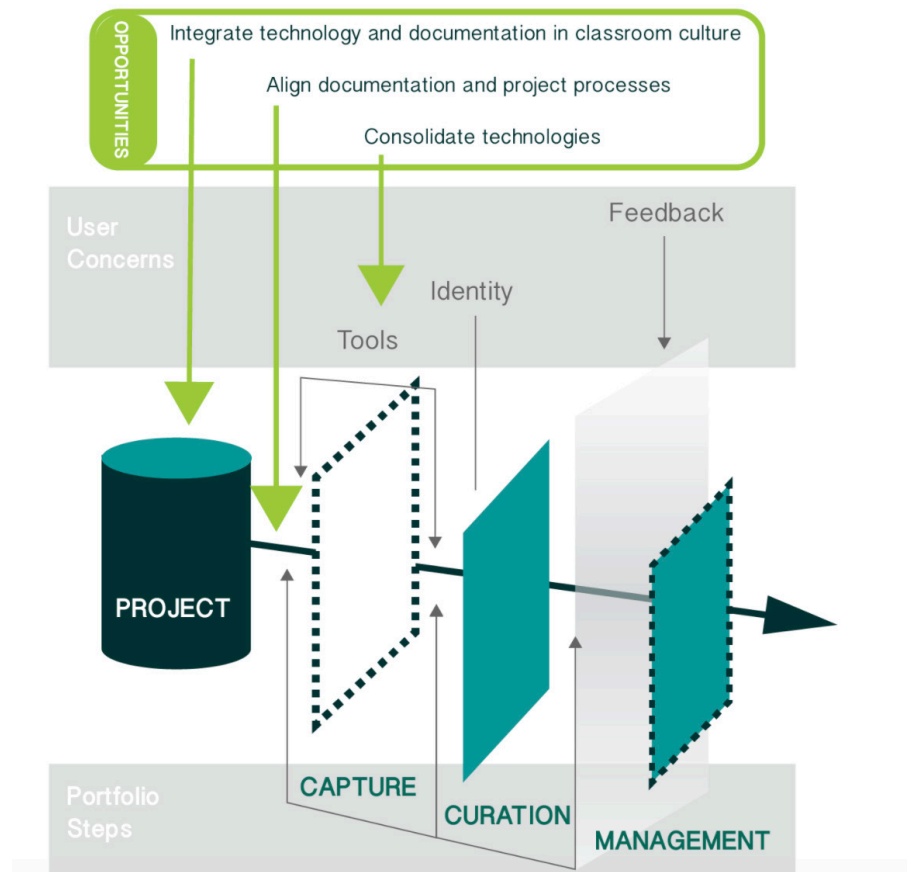 OPPORTUNITIES
Integrate technology and documentation in classroom culture
Align documentation and project processes
Consolidate technologies
User
Concerns
Feedback
Identity
Tools
PROJECT
Portfolio
Steps
CAPTURE
CURATION
MANAGEMENT